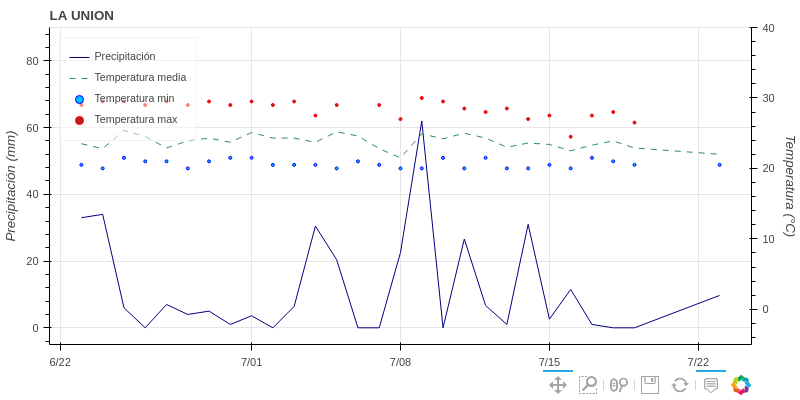 LA UNION
Precipitación
Temperatura media
Temperatura min
Temperatura max
Precipitación (mm)
80
60
40
20
0
40
30
20
10
0
Temperatura (°C)
6/22
7/01
7/08
7/15
7/22